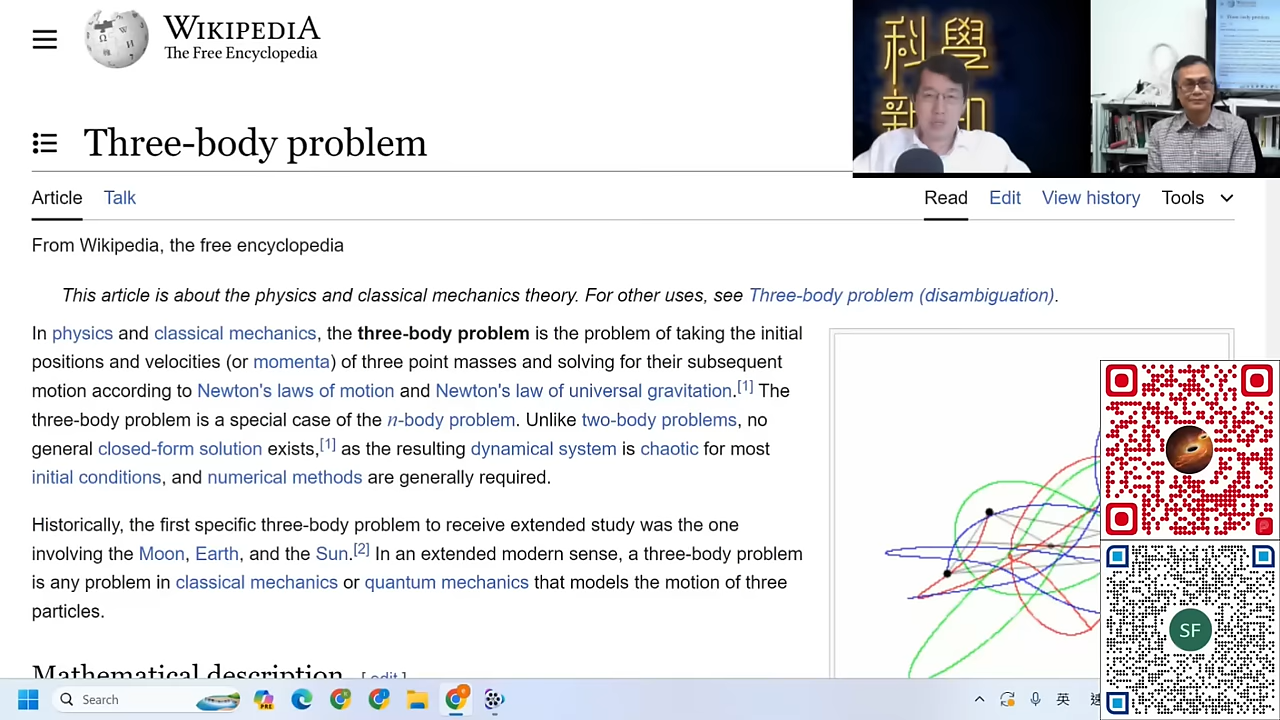 WIKIPEDIA
The Free Encyclopedia
科學
新知
Three-body problem
Article Talk Read Edit View history Tools
From Wikipedia, the free encyclopedia
This article is about the physics and classical mechanics theory. For other uses, see Three-body problem (disambiguation).
In physics and classical mechanics, the three-body problem is the problem of taking the initial
positions and velocities (or momenta) of three point masses and solving for their subsequent
motion according to Newton's laws of motion and Newton's law of universal gravitation.[1] The
three-body problem is a special case of the n-body problem. Unlike two-body problems, no
general closed-form solution exists,[1] as the resulting dynamical system is chaotic for most
initial conditions, and numerical methods are generally required.
Historically, the first specific three-body problem to receive extended study was the one
involving the Moon, Earth, and the Sun.[2] In an extended modern sense, a three-body problem
is any problem in classical mechanics or quantum mechanics that models the motion of three
particles.
Mathematical description [ edit ]
SF
Search
英